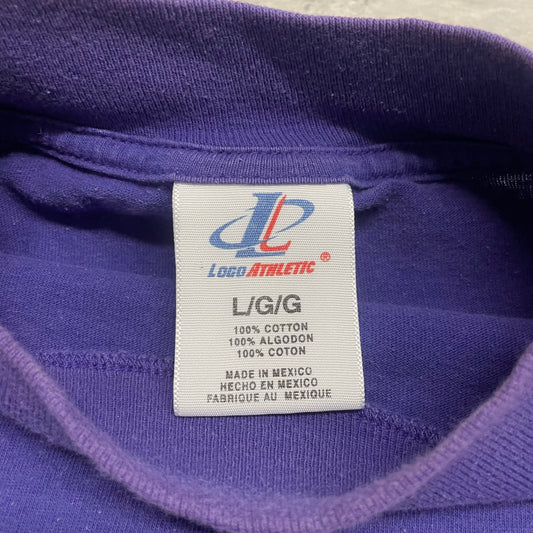 LOGO ATHLETIC ®
L/G/G
100% COTTON
100% ALGODON
100% COTON
MADE IN MEXICO
HECHO EN MEXICO
FABRIQUE AU MEXIQUE